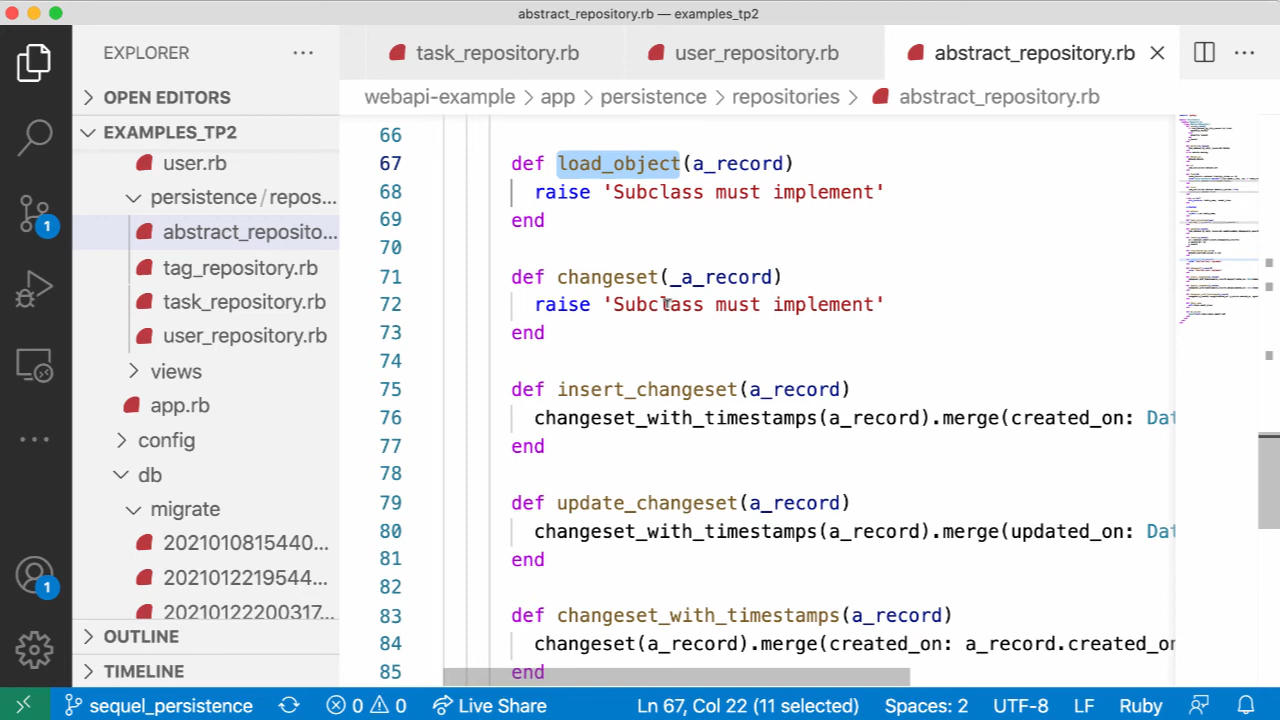 abstract_repository.rb — examples_tp2
EXPLORER
task_repository.rb
user_repository.rb
abstract_repository.rb
OPEN EDITORS
webapi-example > app > persistence > repositories > abstract_repository.rb
EXAMPLES_TP2
user.rb
persistence/repos...
abstract_reposito...
tag_repository.rb
task_repository.rb
user_repository.rb
views
app.rb
config
db
migrate
2021010815440...
2021012219544...
20210122200317...
OUTLINE
TIMELINE
1
1
66
67 def load_object(a_record)
68 raise 'Subclass must implement'
69 end
70
71 def changeset(_a_record)
72 raise 'Subclass must implement'
73 end
74
75 def insert_changeset(a_record)
76 changeset_with_timestamps(a_record).merge(created_on: Dat
77 end
78
79 def update_changeset(a_record)
80 changeset_with_timestamps(a_record).merge(updated_on: Dat
81 end
82
83 def changeset_with_timestamps(a_record)
84 changeset(a_record).merge(created_on: a_record.created_on
85 end
sequel_persistence 0 0 Live Share Ln 67, Col 22 (11 selected) Spaces: 2 UTF-8 LF Ruby